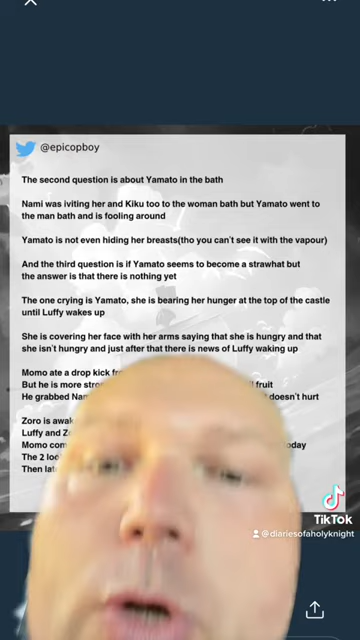 @epicopboy
The second question is about Yamato in the bath
Nami was iviting her and Kiku too to the woman bath but Yamato went
to the man bath and is fooling around
Yamato is not even hiding her breasts(tho you can't see it with the vapour)
And the third question is if Yamato seems to become a strawhat but
the answer is that there is nothing yet
The one crying is Yamato, she is bearing her hunger at the top of the castle
until Luffy wakes up
She is covering her face with her arms saying that she is hungry and that
she isn't hungry and just after that there is news of Luffy waking up
Momo ate a drop kick
But he is more fruit
He grabbed doesn't hurt
Zoro is
Luffy and
Momo
The 2
Then
TikTok
@diariesofaholyknight